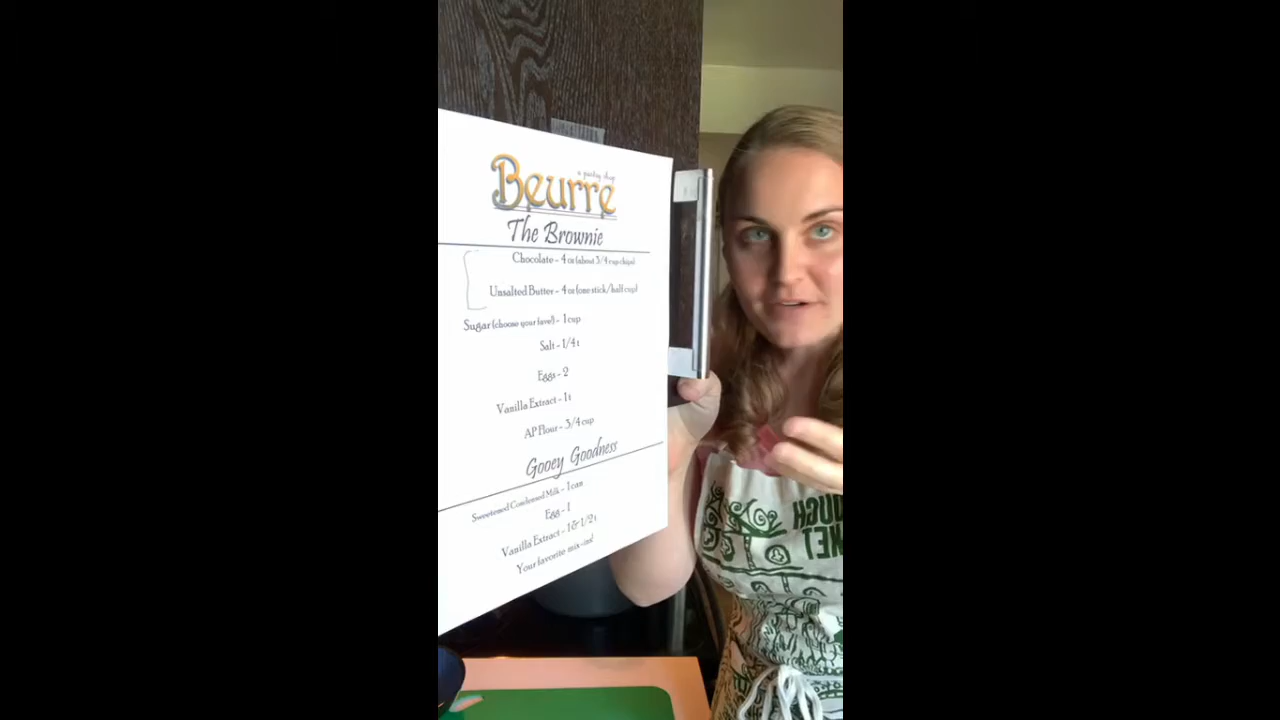 a pastry shop
Beurre
The Brownie
Chocolate - 4 oz (about 3/4 cup chips)
Unsalted Butter - 4 oz (one stick/half cup)
Sugar (choose your fave!) - 1 cup
Salt - 1/4 t
Eggs - 2
Vanilla Extract - 1 t
AP Flour - 3/4 cup
Gooey Goodness
Sweetened Condensed Milk - 1 can
Egg - 1
Vanilla Extract - 1 & 1/2 t
Your favorite mix-ins!
OUGH
NET